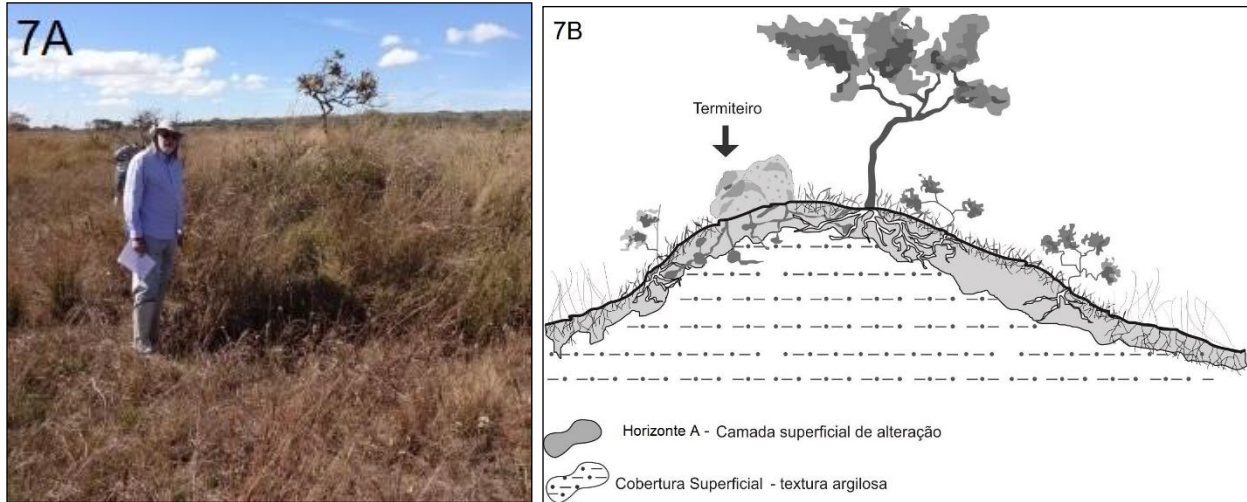 7A
7B
Termiteiro
Horizonte A - Camada superficial de alteração
Cobertura Superficial - textura argilosa